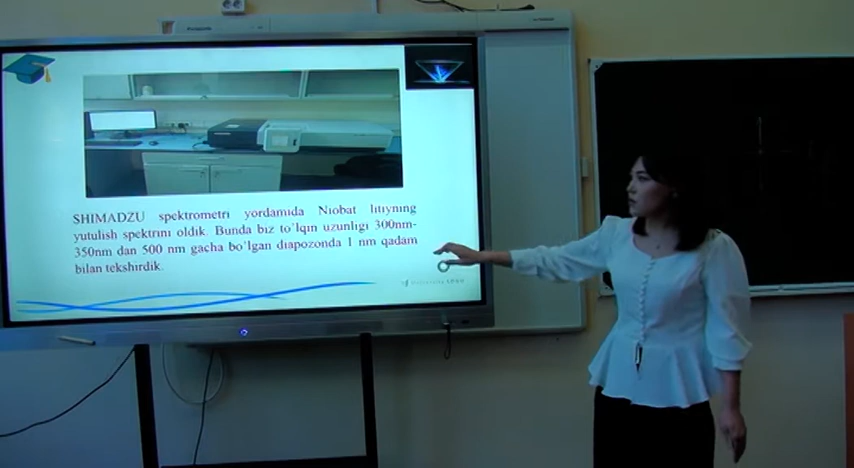 SHIMADZU spektrometri yordamida Niobat litiyning
yutulish spektrini oldik. Bunda biz to`lqin uzunligi 300nm-
350nm dan 500 nm gacha bo`lgan diapozonda 1 nm qadam
bilan tekshirdik.